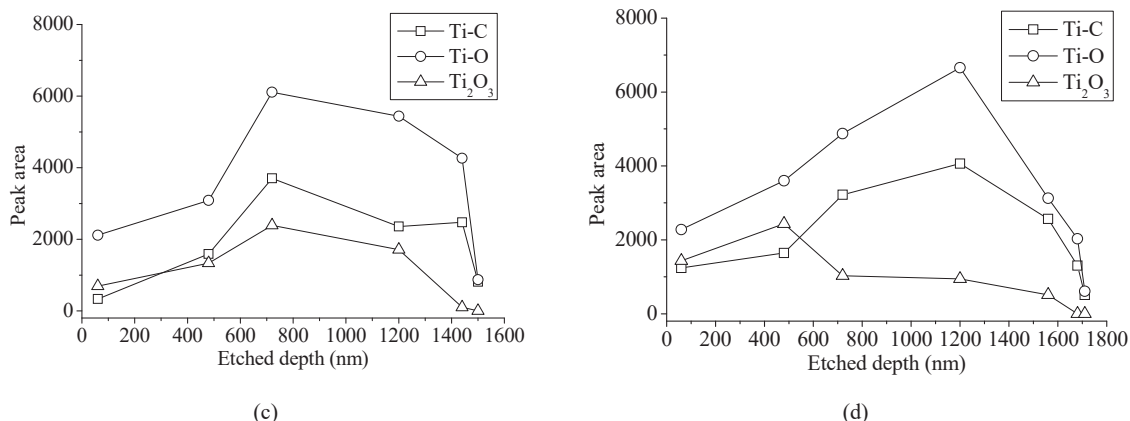 8000
6000
4000
2000
0
Peak area
Ti-C
Ti-O
Ti₂O₃
0 200 400 600 800 1000 1200 1400 1600
Etched depth (nm)
(c)
8000
6000
4000
2000
0
Peak area
Ti-C
Ti-O
Ti₂O₃
0 200 400 600 800 1000 1200 1400 1600 1800
Etched depth (nm)
(d)